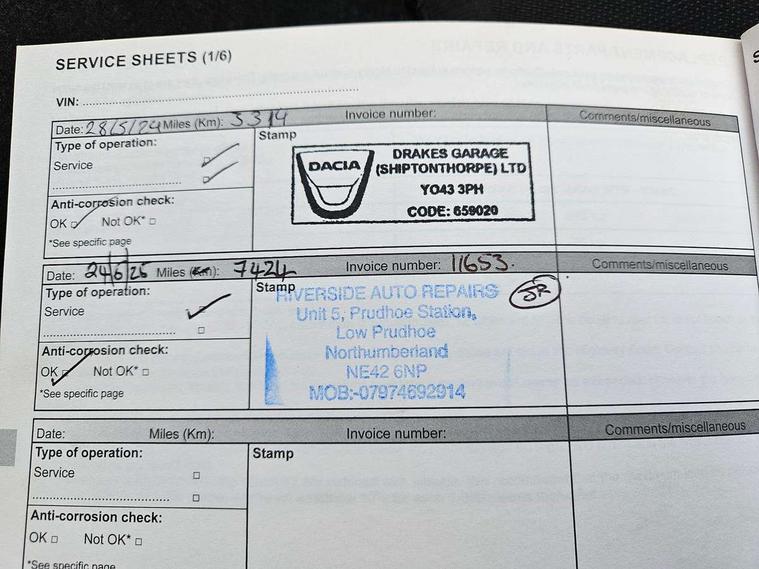 SERVICE SHEETS (1/6)
VIN:
Date: 28/5/24 Miles (Km): 3314 Invoice number: Comments/miscellaneous
Type of operation:
Service
Anti-corrosion check:
OK Not OK*
*See specific page
Stamp
DACIA
DRAKES GARAGE
(SHIPTONTHORPE) LTD
YO43 3PH
CODE: 659020
Date: 24/6/25 Miles (Km): 7424 Invoice number: 11653. Comments/miscellaneous
Type of operation:
Service
Anti-corrosion check:
OK Not OK*
*See specific page
Stamp
RIVERSIDE AUTO REPAIRS
Unit 5, Prudhoe Station,
Low Prudhoe
Northumberland
NE42 6NP
MOB:-07974692914
Date: Miles (Km): Invoice number: Comments/miscellaneous
Type of operation:
Service
Anti-corrosion check:
OK Not OK*
*See specific page
Stamp